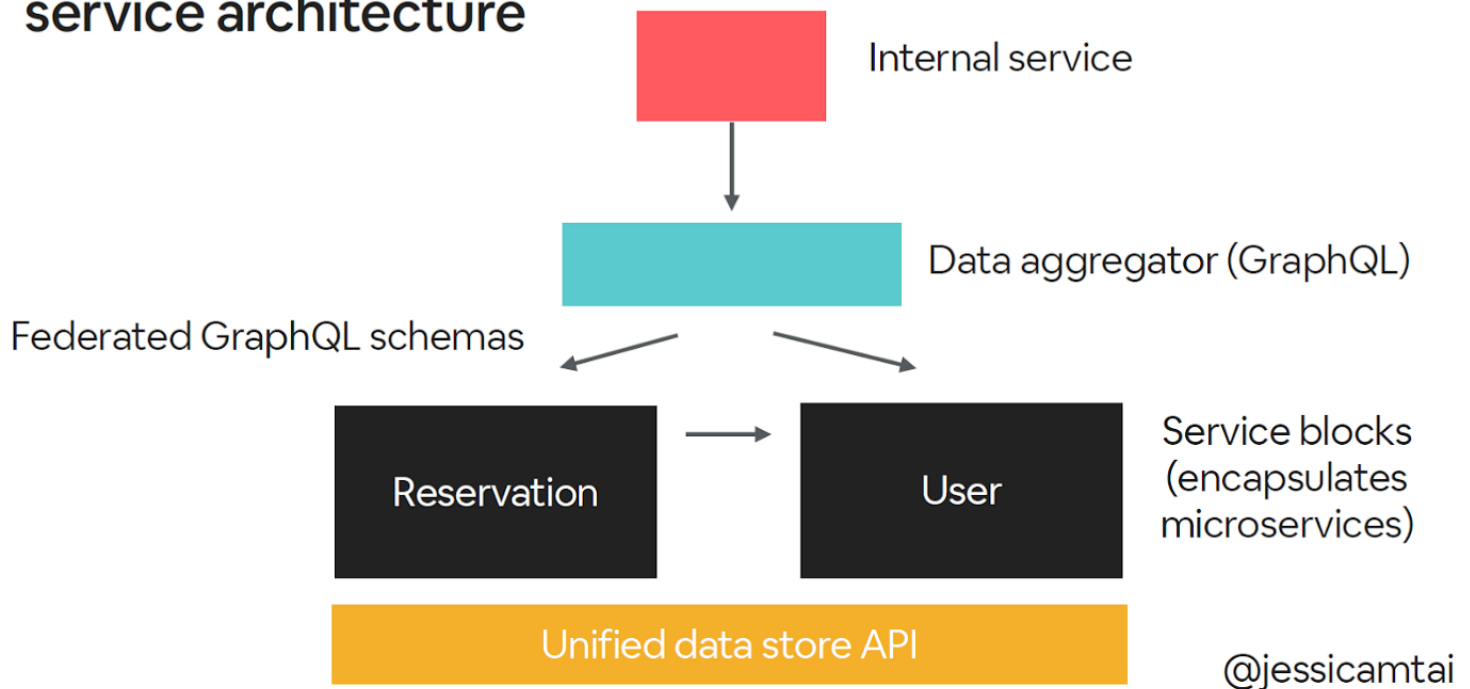 service architecture
Internal service
Data aggregator (GraphQL)
Federated GraphQL schemas
Reservation
User
Service blocks
(encapsulates
microservices)
Unified data store API
@jessicamtai